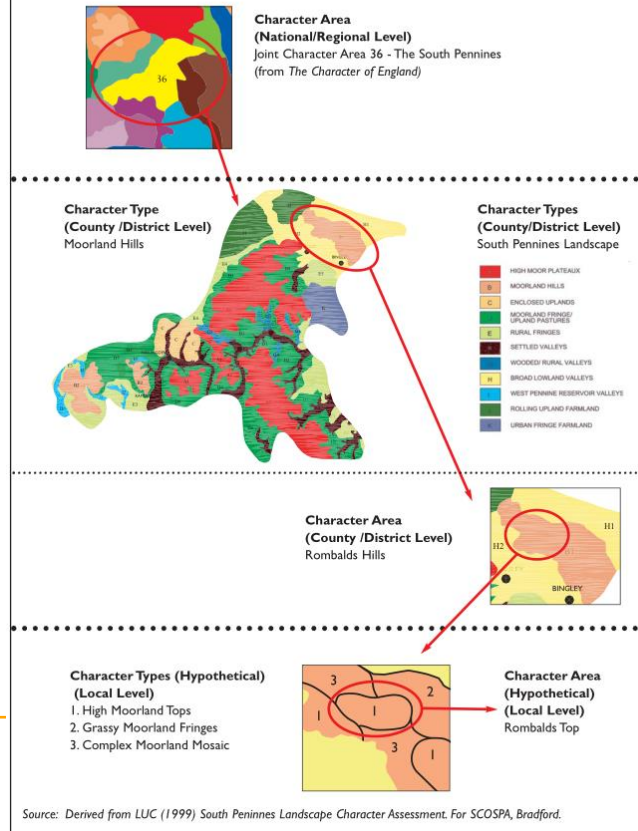 Character Area
(National/Regional Level)
Joint Character Area 36 - The South Pennines
(from The Character of England)
36
Character Type
(County /District Level)
Moorland Hills
Character Types
(County/District Level)
South Pennines Landscape
HIGH MOOR PLATEAUX
B MOORLAND HILLS
C ENCLOSED UPLANDS
MOORLAND FRINGE/
UPLAND PASTURES
E RURAL FRINGES
SETTLED VALLEYS
WOODED/ RURAL VALLEYS
H BROAD LOWLAND VALLEYS
WEST PENNINE RESERVOIR VALLEYS
ROLLING UPLAND FARMLAND
URBAN FRINGE FARMLAND
Character Area
(County /District Level)
Rombalds Hills
H1
H2
BINGLEY
Character Types (Hypothetical)
(Local Level)
1. High Moorland Tops
2. Grassy Moorland Fringes
3. Complex Moorland Mosaic
3
2
1
1
3
1
Character Area
(Hypothetical)
(Local Level)
Rombalds Top
Source: Derived from LUC (1999) South Peninnes Landscape Character Assessment. For SCOSPA, Bradford.